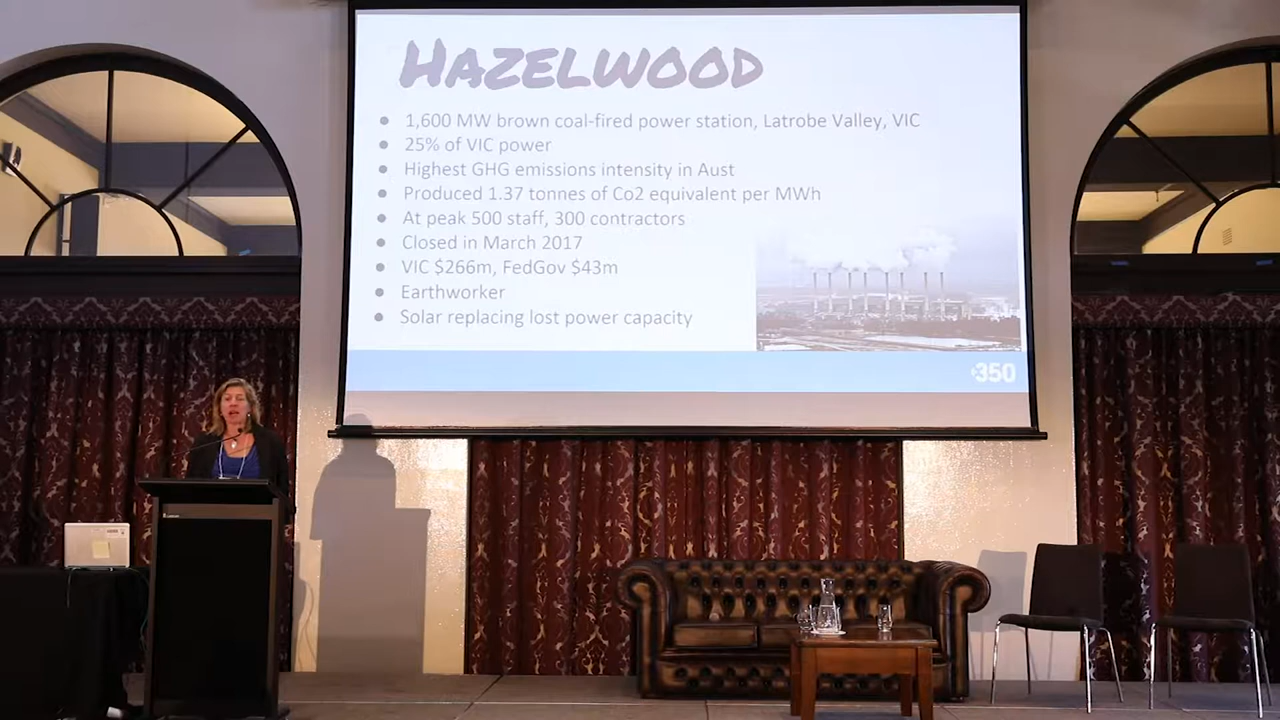 HAZELWOOD
● 1,600 MW brown coal-fired power station, Latrobe Valley, VIC
● 25% of VIC power
● Highest GHG emissions intensity in Aust
● Produced 1.37 tonnes of Co2 equivalent per MWh
● At peak 500 staff, 300 contractors
● Closed in March 2017
● VIC $266m, FedGov $43m
● Earthworker
● Solar replacing lost power capacity
350